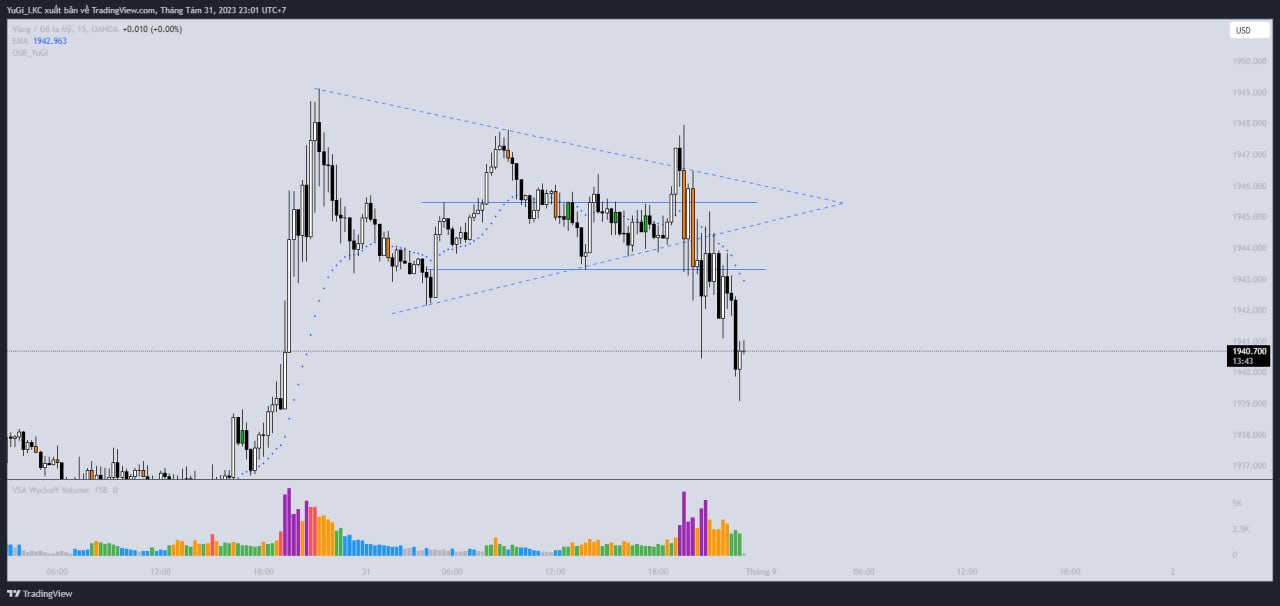 YuGi_LKC xuất bản về TradingView.com, Tháng Tám 31, 2023 23:01 UTC+7
Vàng / Đô la Mỹ, 15, OANDA +0.010 (+0.00%)
EMA 1942.963
OSB_YuGi
USD
1950.000
1949.000
1948.000
1947.000
1946.000
1945.000
1944.000
1943.000
1942.000
1941.000
1940.700
13:43
1940.000
1939.000
1938.000
1937.000
VSA Wyckoff Volume 158 Ø
5K
2.5K
0
06:00 12:00 18:00 31 06:00 12:00 18:00 Tháng 9 06:00 12:00 18:00 2
TradingView